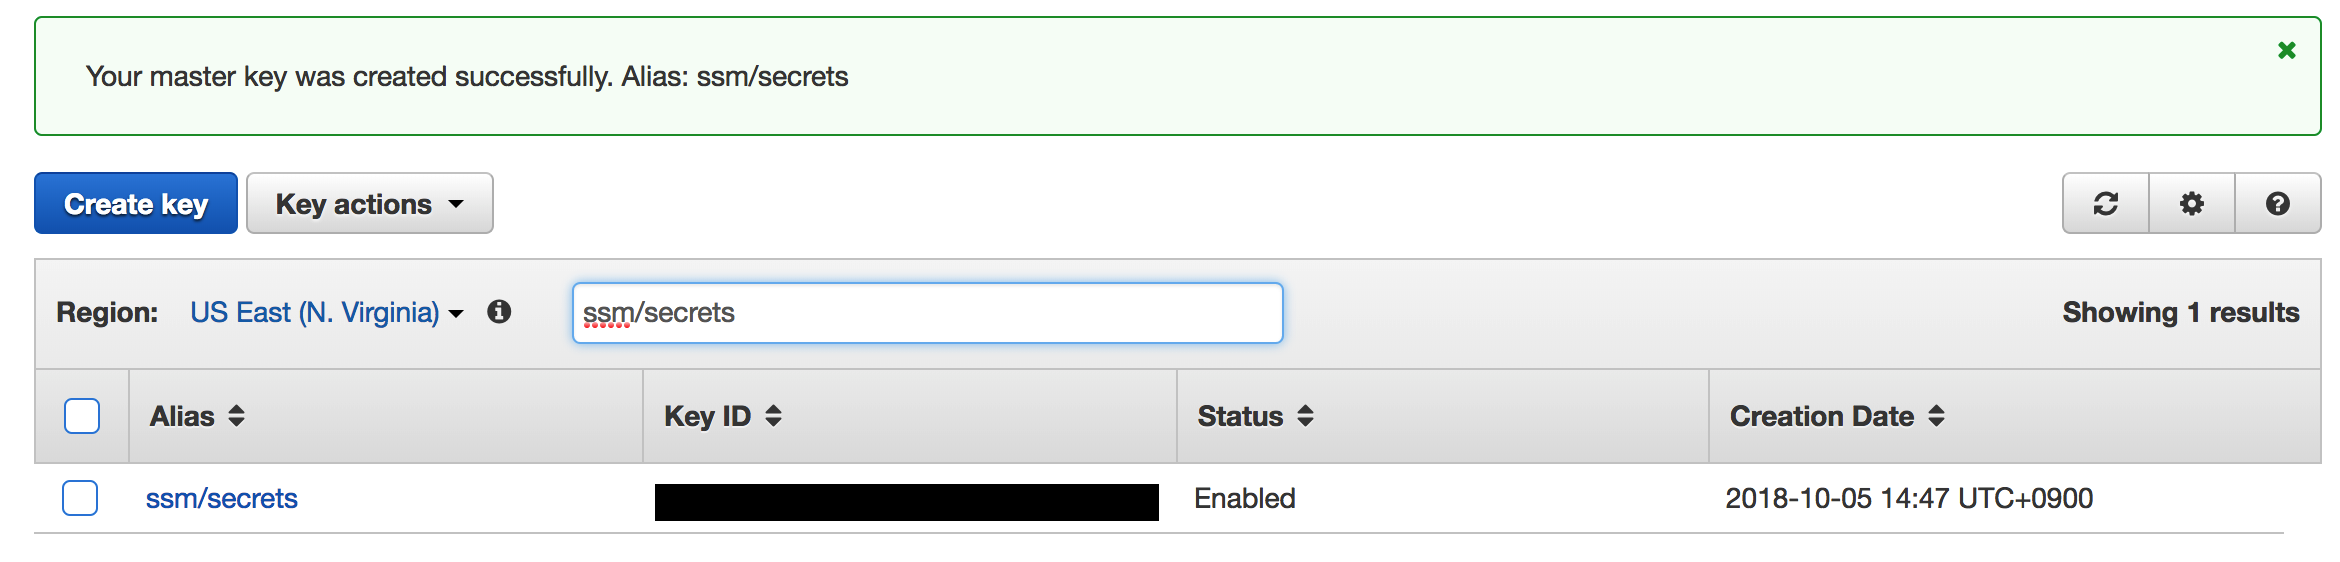 Your master key was created successfully. Alias: ssm/secrets
Create key Key actions
Region: US East (N. Virginia) ssm/secrets Showing 1 results
Alias Key ID Status Creation Date
ssm/secrets Enabled 2018-10-05 14:47 UTC+0900